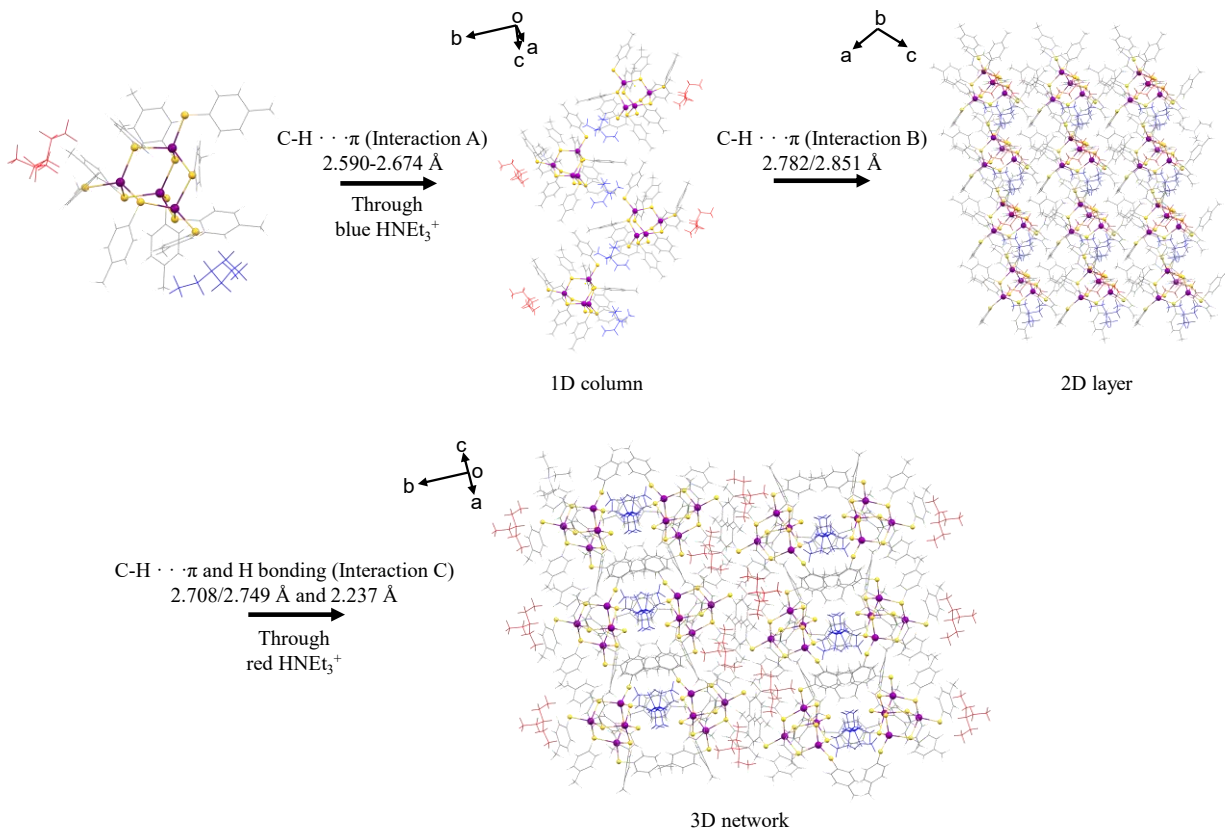 o
b
a
c
b
a
c
C-H · · ·π (Interaction A)
2.590-2.674 Å
Through
blue HNEt₃⁺
C-H · · ·π (Interaction B)
2.782/2.851 Å
1D column
2D layer
c
o
b
a
C-H · · ·π and H bonding (Interaction C)
2.708/2.749 Å and 2.237 Å
Through
red HNEt₃⁺
3D network